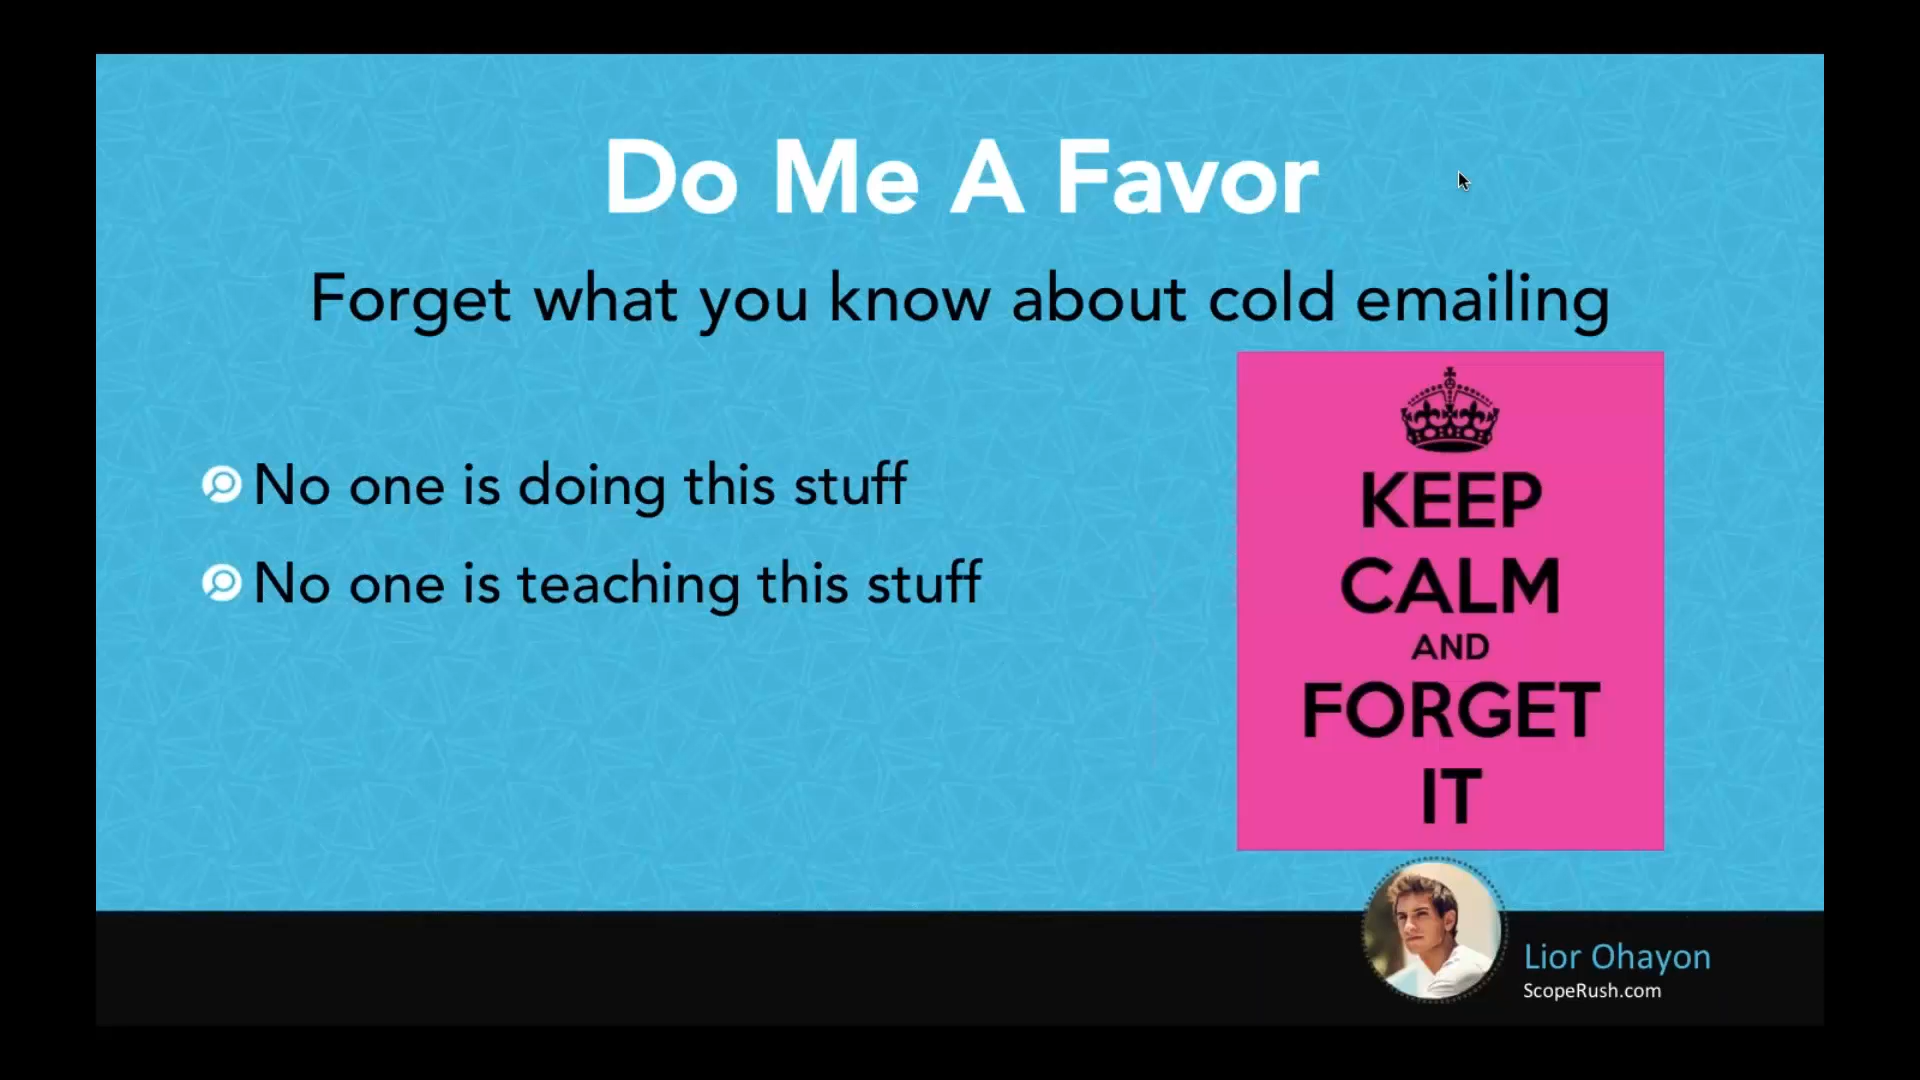 Do Me A Favor
Forget what you know about cold emailing
No one is doing this stuff
No one is teaching this stuff
KEEP
CALM
AND
FORGET
IT
Lior Ohayon
ScopeRush.com